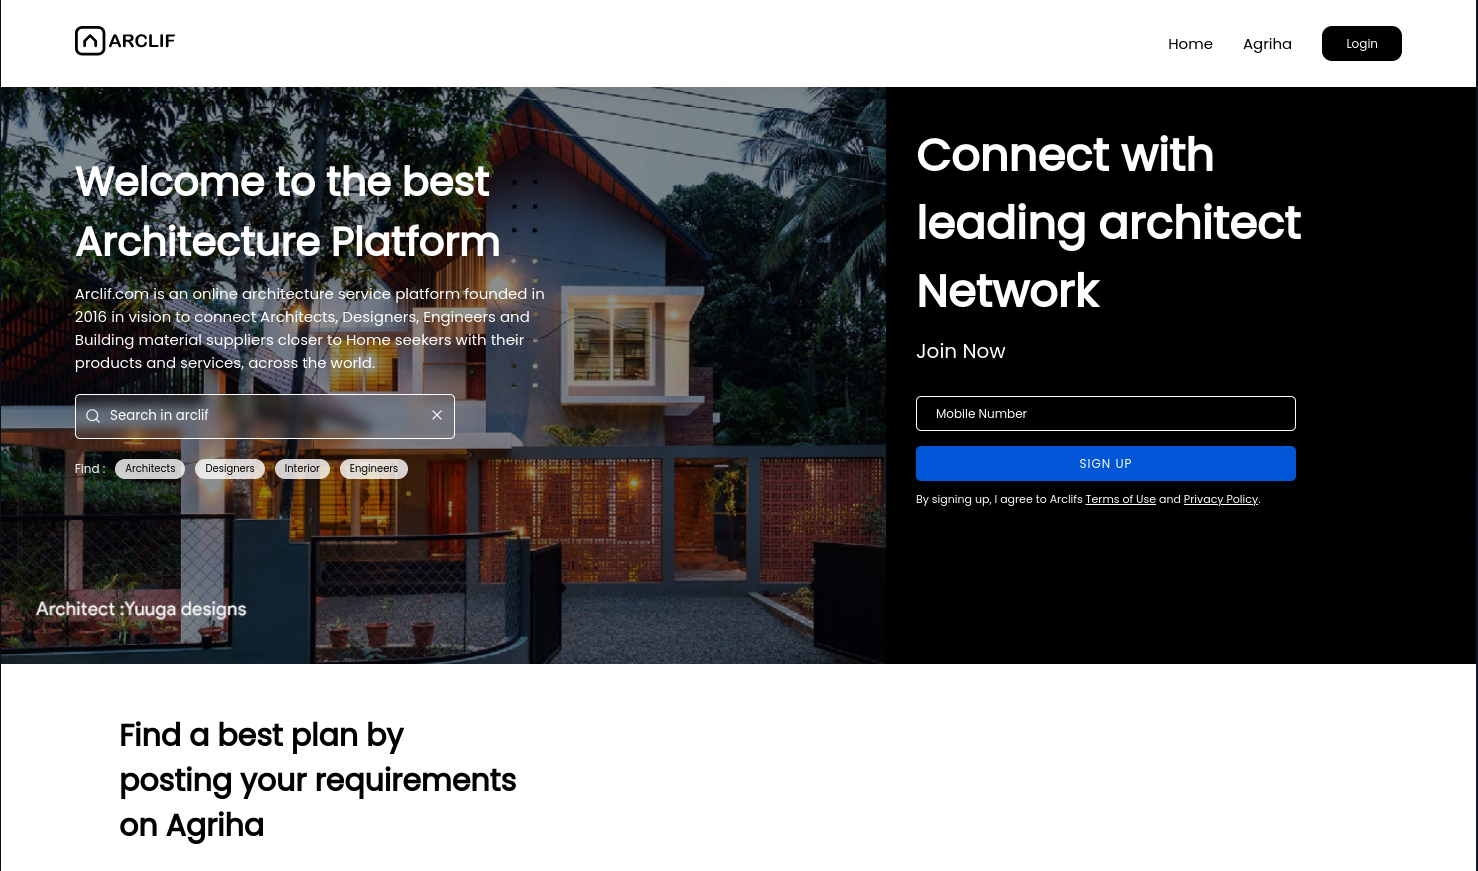 ARCLIF
Home
Agriha
Login
Welcome to the best
Architecture Platform
Arclif.com is an online architecture service platform founded in
2016 in vision to connect Architects, Designers, Engineers and
Building material suppliers closer to Home seekers with their
products and services, across the world.
Search in arclif
Find :
Architects
Designers
Interior
Engineers
Architect :Yuuga designs
Connect with
leading architect
Network
Join Now
Mobile Number
SIGN UP
By signing up, I agree to Arclifs Terms of Use and Privacy Policy.
Find a best plan by
posting your requirements
on Agriha